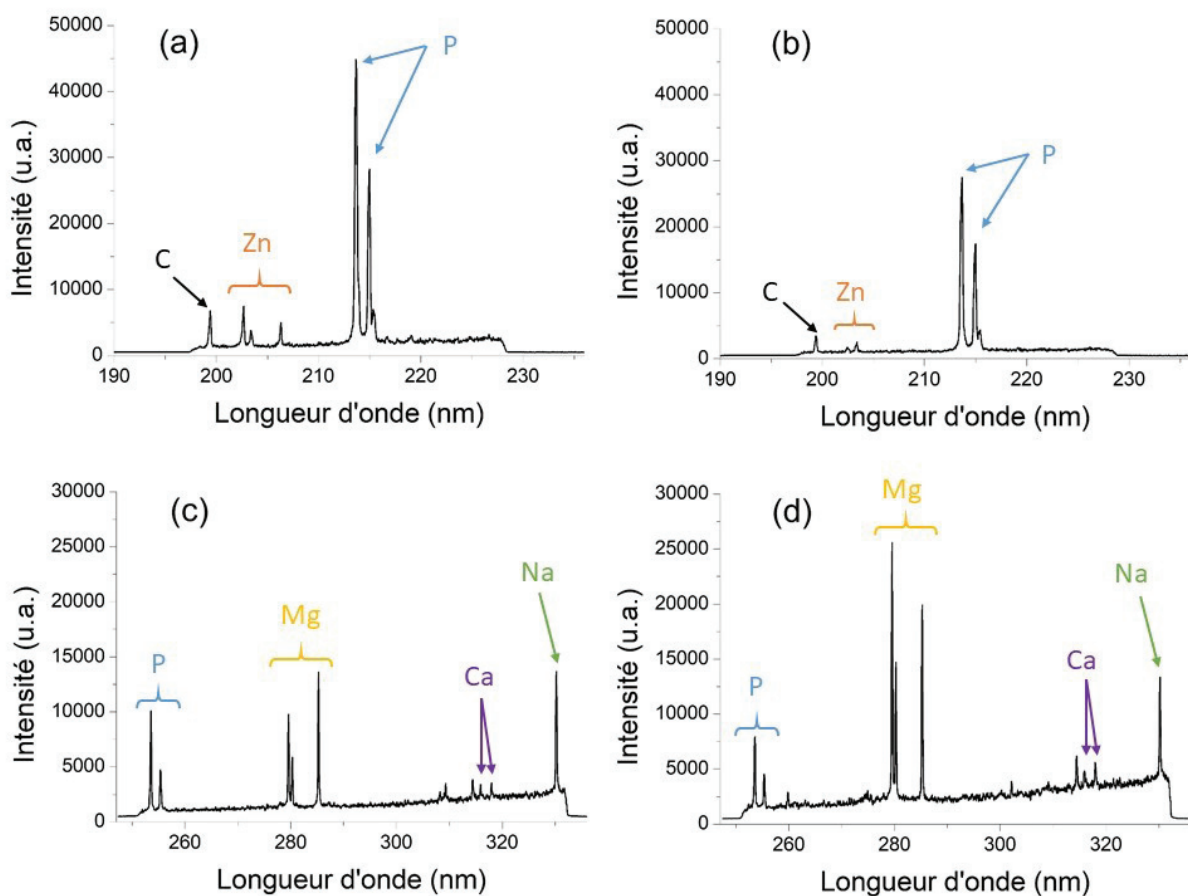 (a)
P
Zn
C
50000
40000
30000
20000
10000
0
Intensité (u.a.)
190 200 210 220 230
Longueur d'onde (nm)
(b)
P
Zn
C
50000
40000
30000
20000
10000
0
Intensité (u.a.)
190 200 210 220 230
Longueur d'onde (nm)
(c)
P
Mg
Ca
Na
30000
25000
20000
15000
10000
5000
0
Intensité (u.a.)
260 280 300 320
Longueur d'onde (nm)
(d)
P
Mg
Ca
Na
30000
25000
20000
15000
10000
5000
0
Intensité (u.a.)
260 280 300 320
Longueur d'onde (nm)